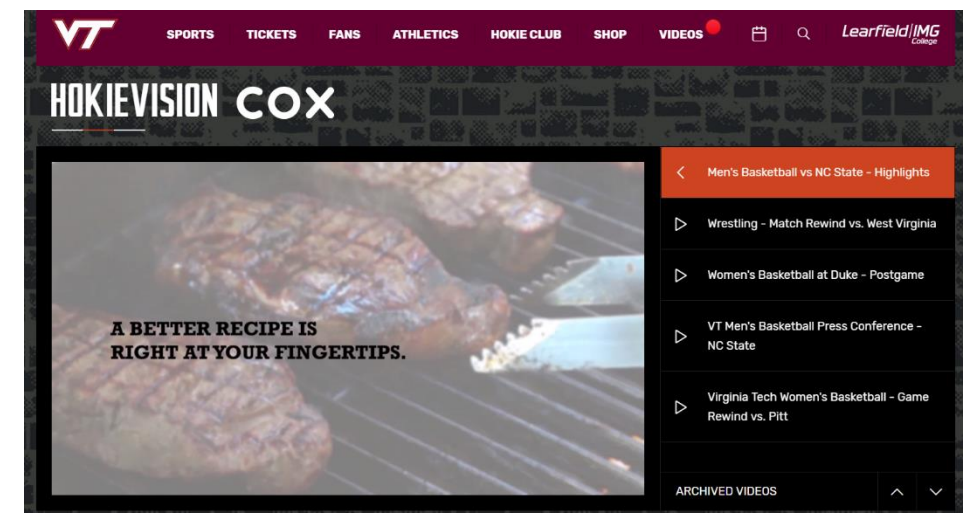 VT
SPORTS TICKETS FANS ATHLETICS HOKIE CLUB SHOP VIDEOS
Learfield|IMG
College
HOKIEVISION COX
A BETTER RECIPE IS
RIGHT AT YOUR FINGERTIPS.
Men's Basketball vs NC State - Highlights
Wrestling - Match Rewind vs. West Virginia
Women's Basketball at Duke - Postgame
VT Men's Basketball Press Conference -
NC State
Virginia Tech Women's Basketball - Game
Rewind vs. Pitt
ARCHIVED VIDEOS